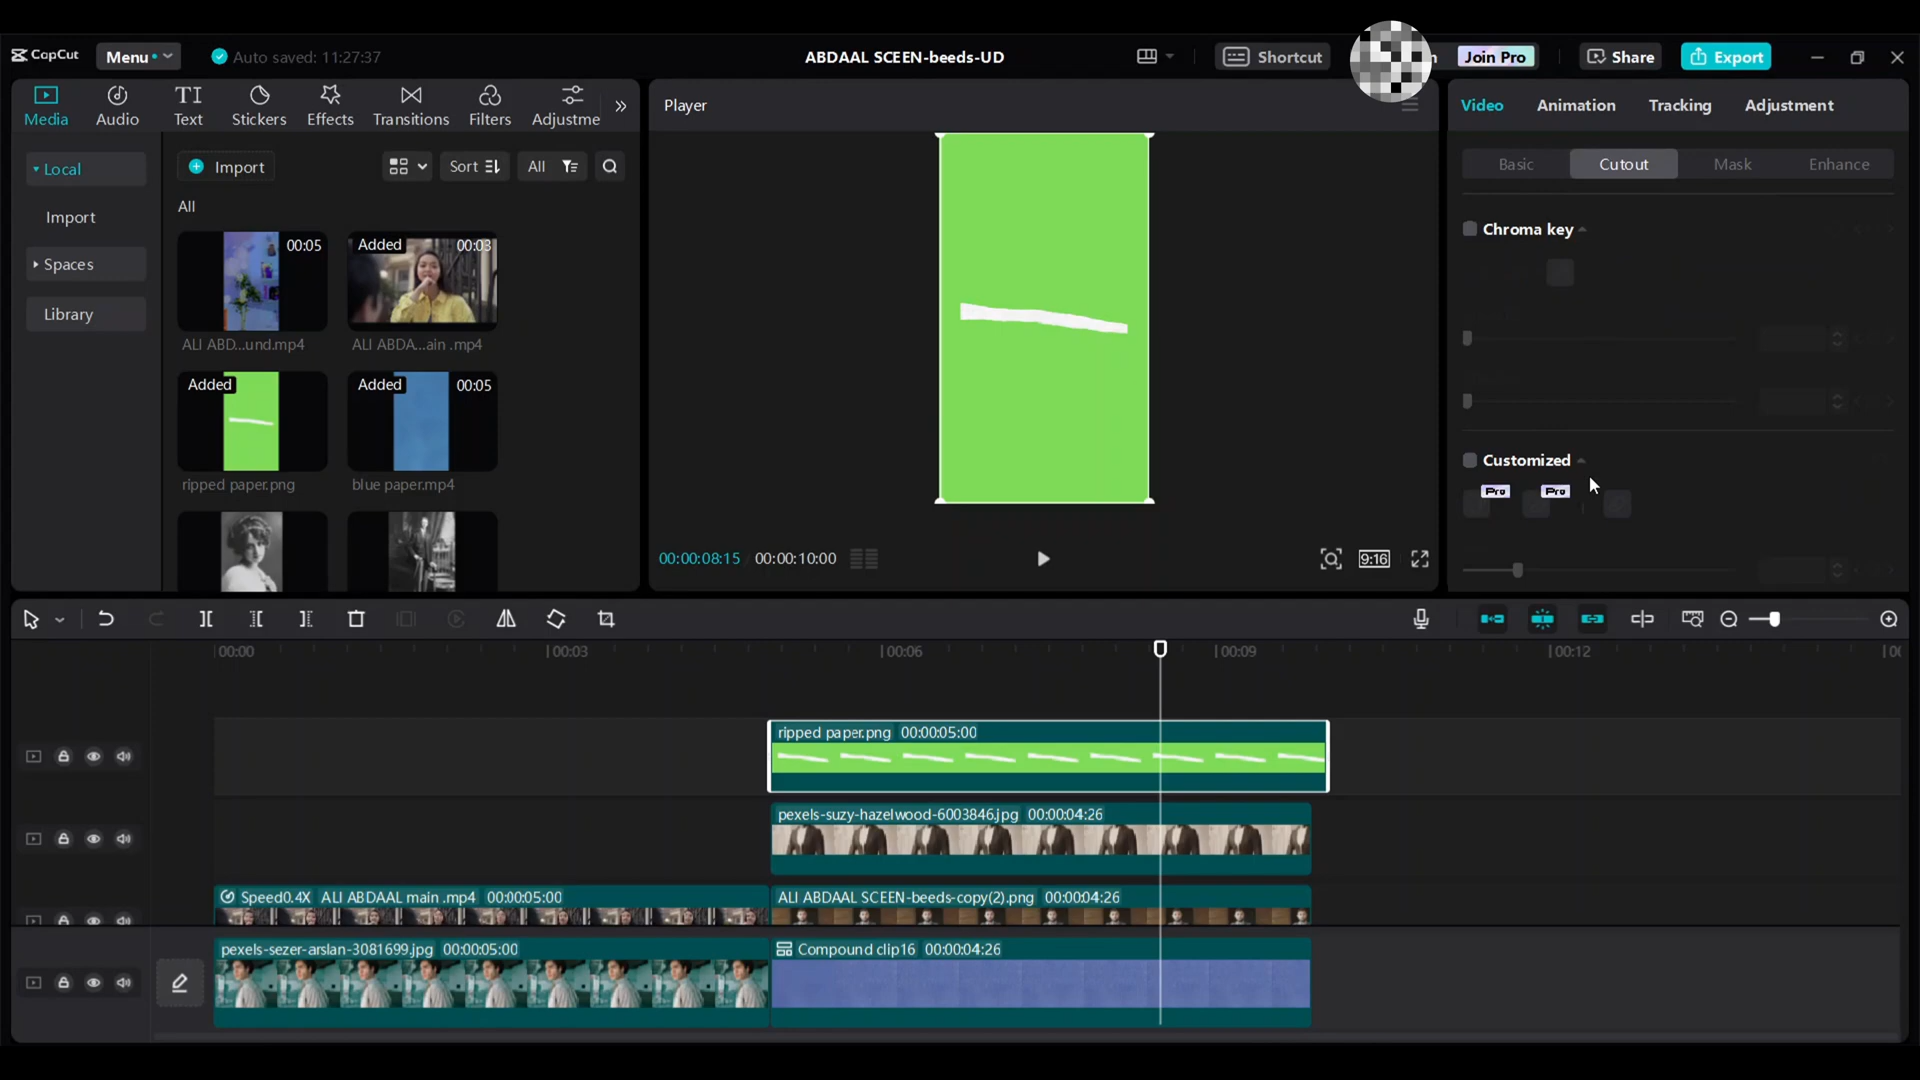 CapCut Menu Auto saved: 11:27:37 ABDAAL SCEEN-beeds-UD Shortcut Join Pro Share Export
Media Audio Text Stickers Effects Transitions Filters Adjustme
Local
Import
Spaces
Library
Import Sort All
All
00:05
Added 00:03
ALI ABD...und.mp4 ALI ABDA...ain .mp4
Added
Added 00:05
ripped paper.png blue paper.mp4
Player
00:00:08:15 00:00:10:00 9:16
Video Animation Tracking Adjustment
Basic Cutout Mask Enhance
Chroma key
Customized
Pro Pro
00:00 00:03 00:06 00:09 00:12
ripped paper.png 00:00:05:00
pexels-suzy-hazelwood-6003846.jpg 00:00:04:26
Speed0.4X ALI ABDAAL main .mp4 00:00:05:00 ALI ABDAAL SCEEN-beeds-copy(2).png 00:00:04:26
pexels-sezer-arslan-3081699.jpg 00:00:05:00 Compound clip16 00:00:04:26